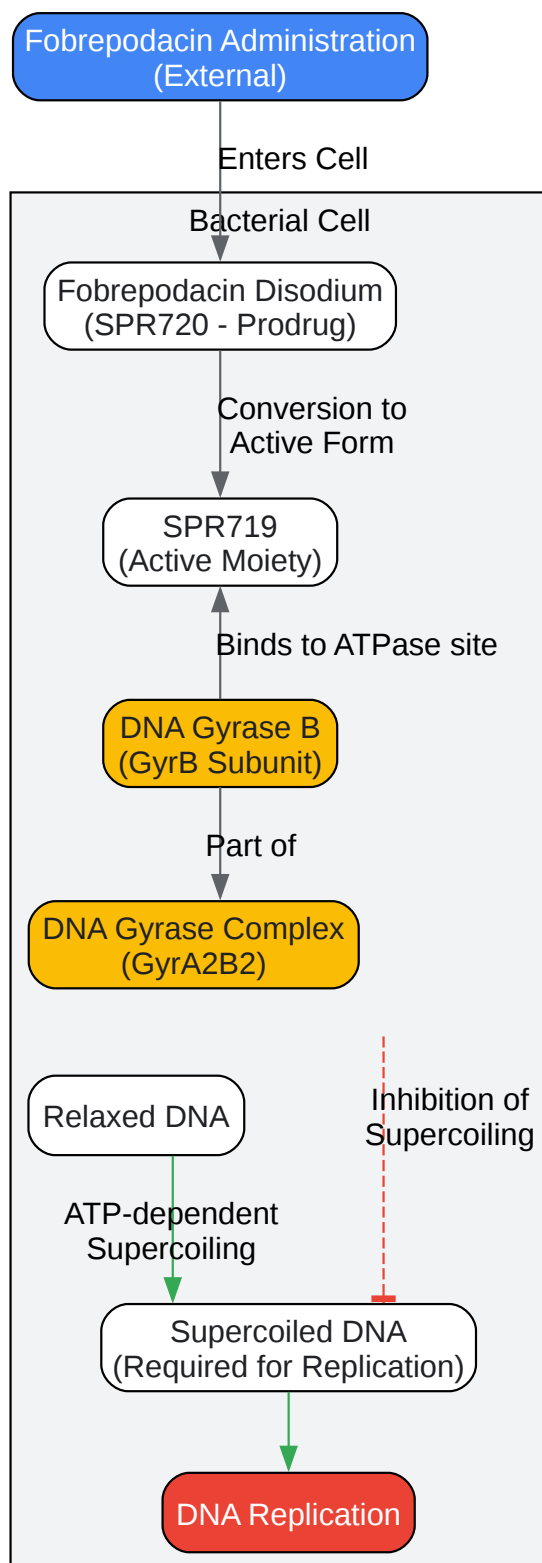 Fobrepodacin Administration
(External)
Enters Cell
Bacterial Cell
Fobrepodacin Disodium
(SPR720 - Prodrug)
Conversion to
Active Form
SPR719
(Active Moiety)
Binds to ATPase site
DNA Gyrase B
(GyrB Subunit)
Part of
DNA Gyrase Complex
(GyrA2B2)
Relaxed DNA
Inhibition of
Supercoiling
ATP-dependent
Supercoiling
Supercoiled DNA
(Required for Replication)
DNA Replication